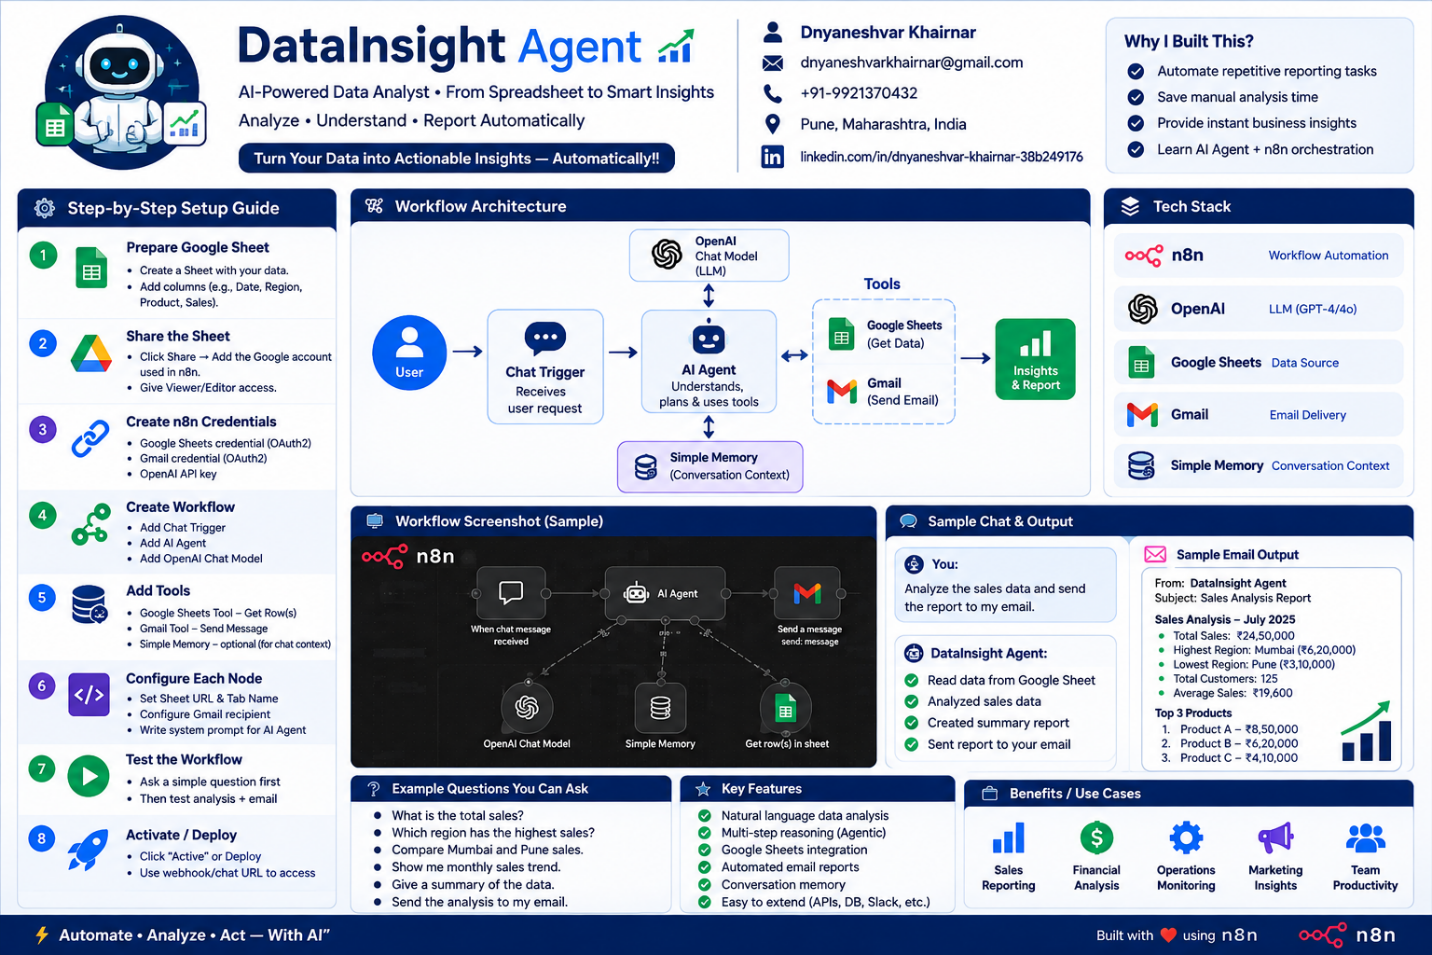 DataInsight Agent
AI-Powered Data Analyst • From Spreadsheet to Smart Insights
Analyze • Understand • Report Automatically
Turn Your Data into Actionable Insights — Automatically!!
Dnyaneshvar Khairnar
dnyaneshvarkhairnar@gmail.com
+91-9921370432
Pune, Maharashtra, India
linkedin.com/in/dnyaneshvar-khairnar-38b249176
Why I Built This?
Automate repetitive reporting tasks
Save manual analysis time
Provide instant business insights
Learn AI Agent + n8n orchestration
Step-by-Step Setup Guide
1
Prepare Google Sheet
• Create a Sheet with your data.
• Add columns (e.g., Date, Region,
Product, Sales).
2
Share the Sheet
• Click Share → Add the Google account
used in n8n.
• Give Viewer/Editor access.
3
Create n8n Credentials
• Google Sheets credential (OAuth2)
• Gmail credential (OAuth2)
• OpenAI API key
4
Create Workflow
• Add Chat Trigger
• Add AI Agent
• Add OpenAI Chat Model
5
Add Tools
• Google Sheets Tool – Get Row(s)
• Gmail Tool – Send Message
• Simple Memory – optional (for chat context)
6
Configure Each Node
• Set Sheet URL & Tab Name
• Configure Gmail recipient
• Write system prompt for AI Agent
7
Test the Workflow
• Ask a simple question first
• Then test analysis + email
8
Activate / Deploy
• Click "Active" or Deploy
• Use webhook/chat URL to access
Workflow Architecture
OpenAI
Chat Model
(LLM)
User
Chat Trigger
Receives
user request
AI Agent
Understands,
plans & uses tools
Tools
Google Sheets
(Get Data)
Gmail
(Send Email)
Insights
& Report
Simple Memory
(Conversation Context)
Tech Stack
n8n Workflow Automation
OpenAI LLM (GPT-4/4o)
Google Sheets Data Source
Gmail Email Delivery
Simple Memory Conversation Context
Workflow Screenshot (Sample)
n8n
AI Agent
When chat message
received
Send a message
send: message
OpenAI Chat Model
Simple Memory
Get row(s) in sheet
Sample Chat & Output
You:
Analyze the sales data and send
the report to my email.
DataInsight Agent:
Read data from Google Sheet
Analyzed sales data
Created summary report
Sent report to your email
Sample Email Output
From: DataInsight Agent
Subject: Sales Analysis Report
Sales Analysis – July 2025
• Total Sales: ₹24,50,000
• Highest Region: Mumbai (₹6,20,000)
• Lowest Region: Pune (₹3,10,000)
• Total Customers: 125
• Average Sales: ₹19,600
Top 3 Products
1. Product A – ₹8,50,000
2. Product B – ₹6,20,000
3. Product C – ₹4,10,000
Example Questions You Can Ask
• What is the total sales?
• Which region has the highest sales?
• Compare Mumbai and Pune sales.
• Show me monthly sales trend.
• Give a summary of the data.
• Send the analysis to my email.
Key Features
Natural language data analysis
Multi-step reasoning (Agentic)
Google Sheets integration
Automated email reports
Conversation memory
Easy to extend (APIs, DB, Slack, etc.)
Benefits / Use Cases
Sales
Reporting
Financial
Analysis
Operations
Monitoring
Marketing
Insights
Team
Productivity
Automate • Analyze • Act — With AI”
Built with ❤️ using n8n
n8n